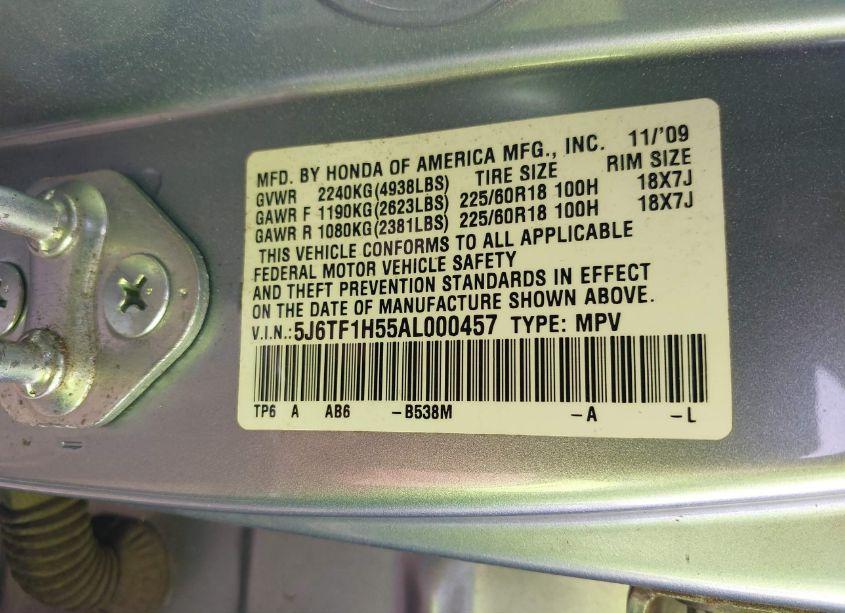 MFD. BY HONDA OF AMERICA MFG., INC. 11/'09
GVWR 2240KG(4938LBS) TIRE SIZE RIM SIZE
GAWR F 1190KG(2623LBS) 225/60R18 100H 18X7J
GAWR R 1080KG(2381LBS) 225/60R18 100H 18X7J
THIS VEHICLE CONFORMS TO ALL APPLICABLE
FEDERAL MOTOR VEHICLE SAFETY
AND THEFT PREVENTION STANDARDS IN EFFECT
ON THE DATE OF MANUFACTURE SHOWN ABOVE.
V.I.N.:5J6TF1H55AL000457 TYPE: MPV
TP6 A AB6 -B538M -A -L